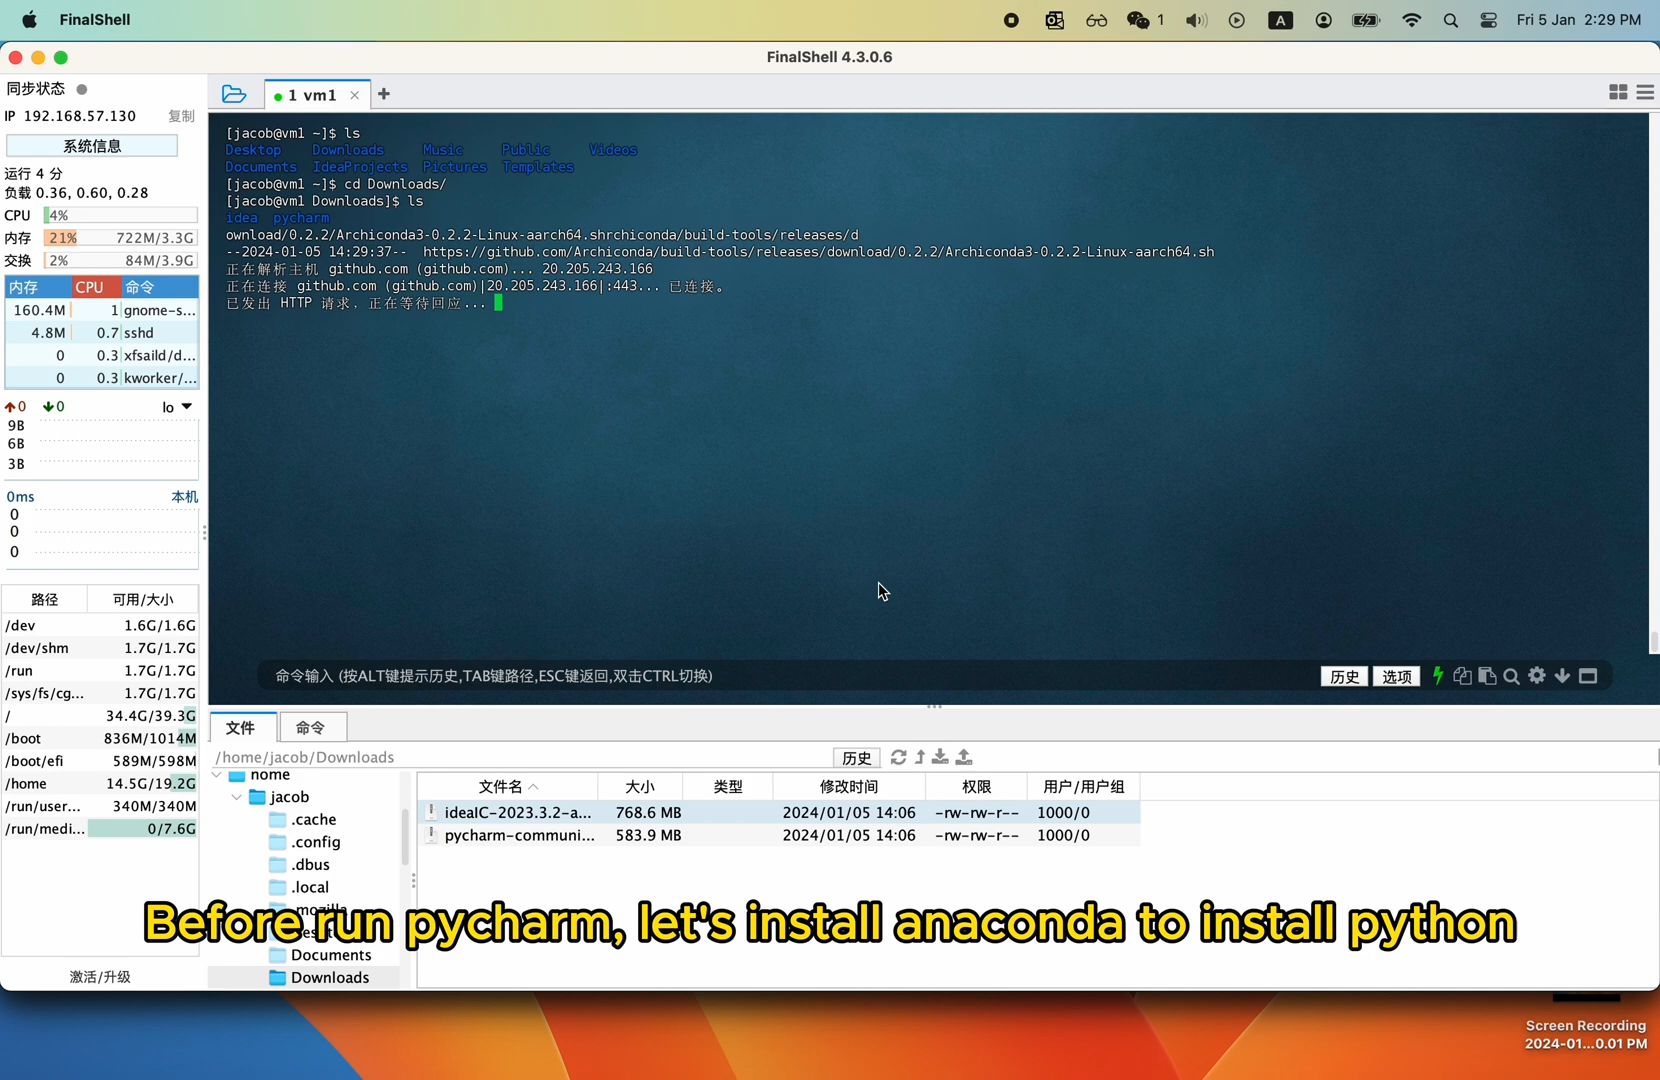 FinalShell
1
A
Fri 5 Jan 2:29 PM
FinalShell 4.3.0.6
同步状态
IP 192.168.57.130 复制
系统信息
运行 4 分
负载 0.36, 0.60, 0.28
CPU 4%
内存 21% 722M/3.3G
交换 2% 84M/3.9G
内存 CPU 命令
160.4M 1 gnome-s...
4.8M 0.7 sshd
0 0.3 xfsaild/d...
0 0.3 kworker/...
0 0 lo
9B
6B
3B
0ms 本机
0
0
0
路径 可用/大小
/dev 1.6G/1.6G
/dev/shm 1.7G/1.7G
/run 1.7G/1.7G
/sys/fs/cg... 1.7G/1.7G
/ 34.4G/39.3G
/boot 836M/1014M
/boot/efi 589M/598M
/home 14.5G/19.2G
/run/user... 340M/340M
/run/medi... 0/7.6G
激活/升级
1 vm1
[jacob@vm1 ~]$ ls
Desktop Downloads Music Public Videos
Documents IdeaProjects Pictures Templates
[jacob@vm1 ~]$ cd Downloads/
[jacob@vm1 Downloads]$ ls
idea pycharm
ownload/0.2.2/Archiconda3-0.2.2-Linux-aarch64.shrchiconda/build-tools/releases/d
--2024-01-05 14:29:37-- https://github.com/Archiconda/build-tools/releases/download/0.2.2/Archiconda3-0.2.2-Linux-aarch64.sh
正在解析主机 github.com (github.com)... 20.205.243.166
正在连接 github.com (github.com)|20.205.243.166|:443... 已连接。
已发出 HTTP 请求，正在等待回应...
命令输入 (按ALT键提示历史,TAB键路径,ESC键返回,双击CTRL切换)
历史 选项
文件 命令
/home/jacob/Downloads 历史
home
jacob
.cache
.config
.dbus
.local
Documents
Downloads
文件名 大小 类型 修改时间 权限 用户/用户组
ideaIC-2023.3.2-a... 768.6 MB 2024/01/05 14:06 -rw-rw-r-- 1000/0
pycharm-communi... 583.9 MB 2024/01/05 14:06 -rw-rw-r-- 1000/0
Before run pycharm, let's install anaconda to install python
Screen Recording
2024-01...0.01 PM